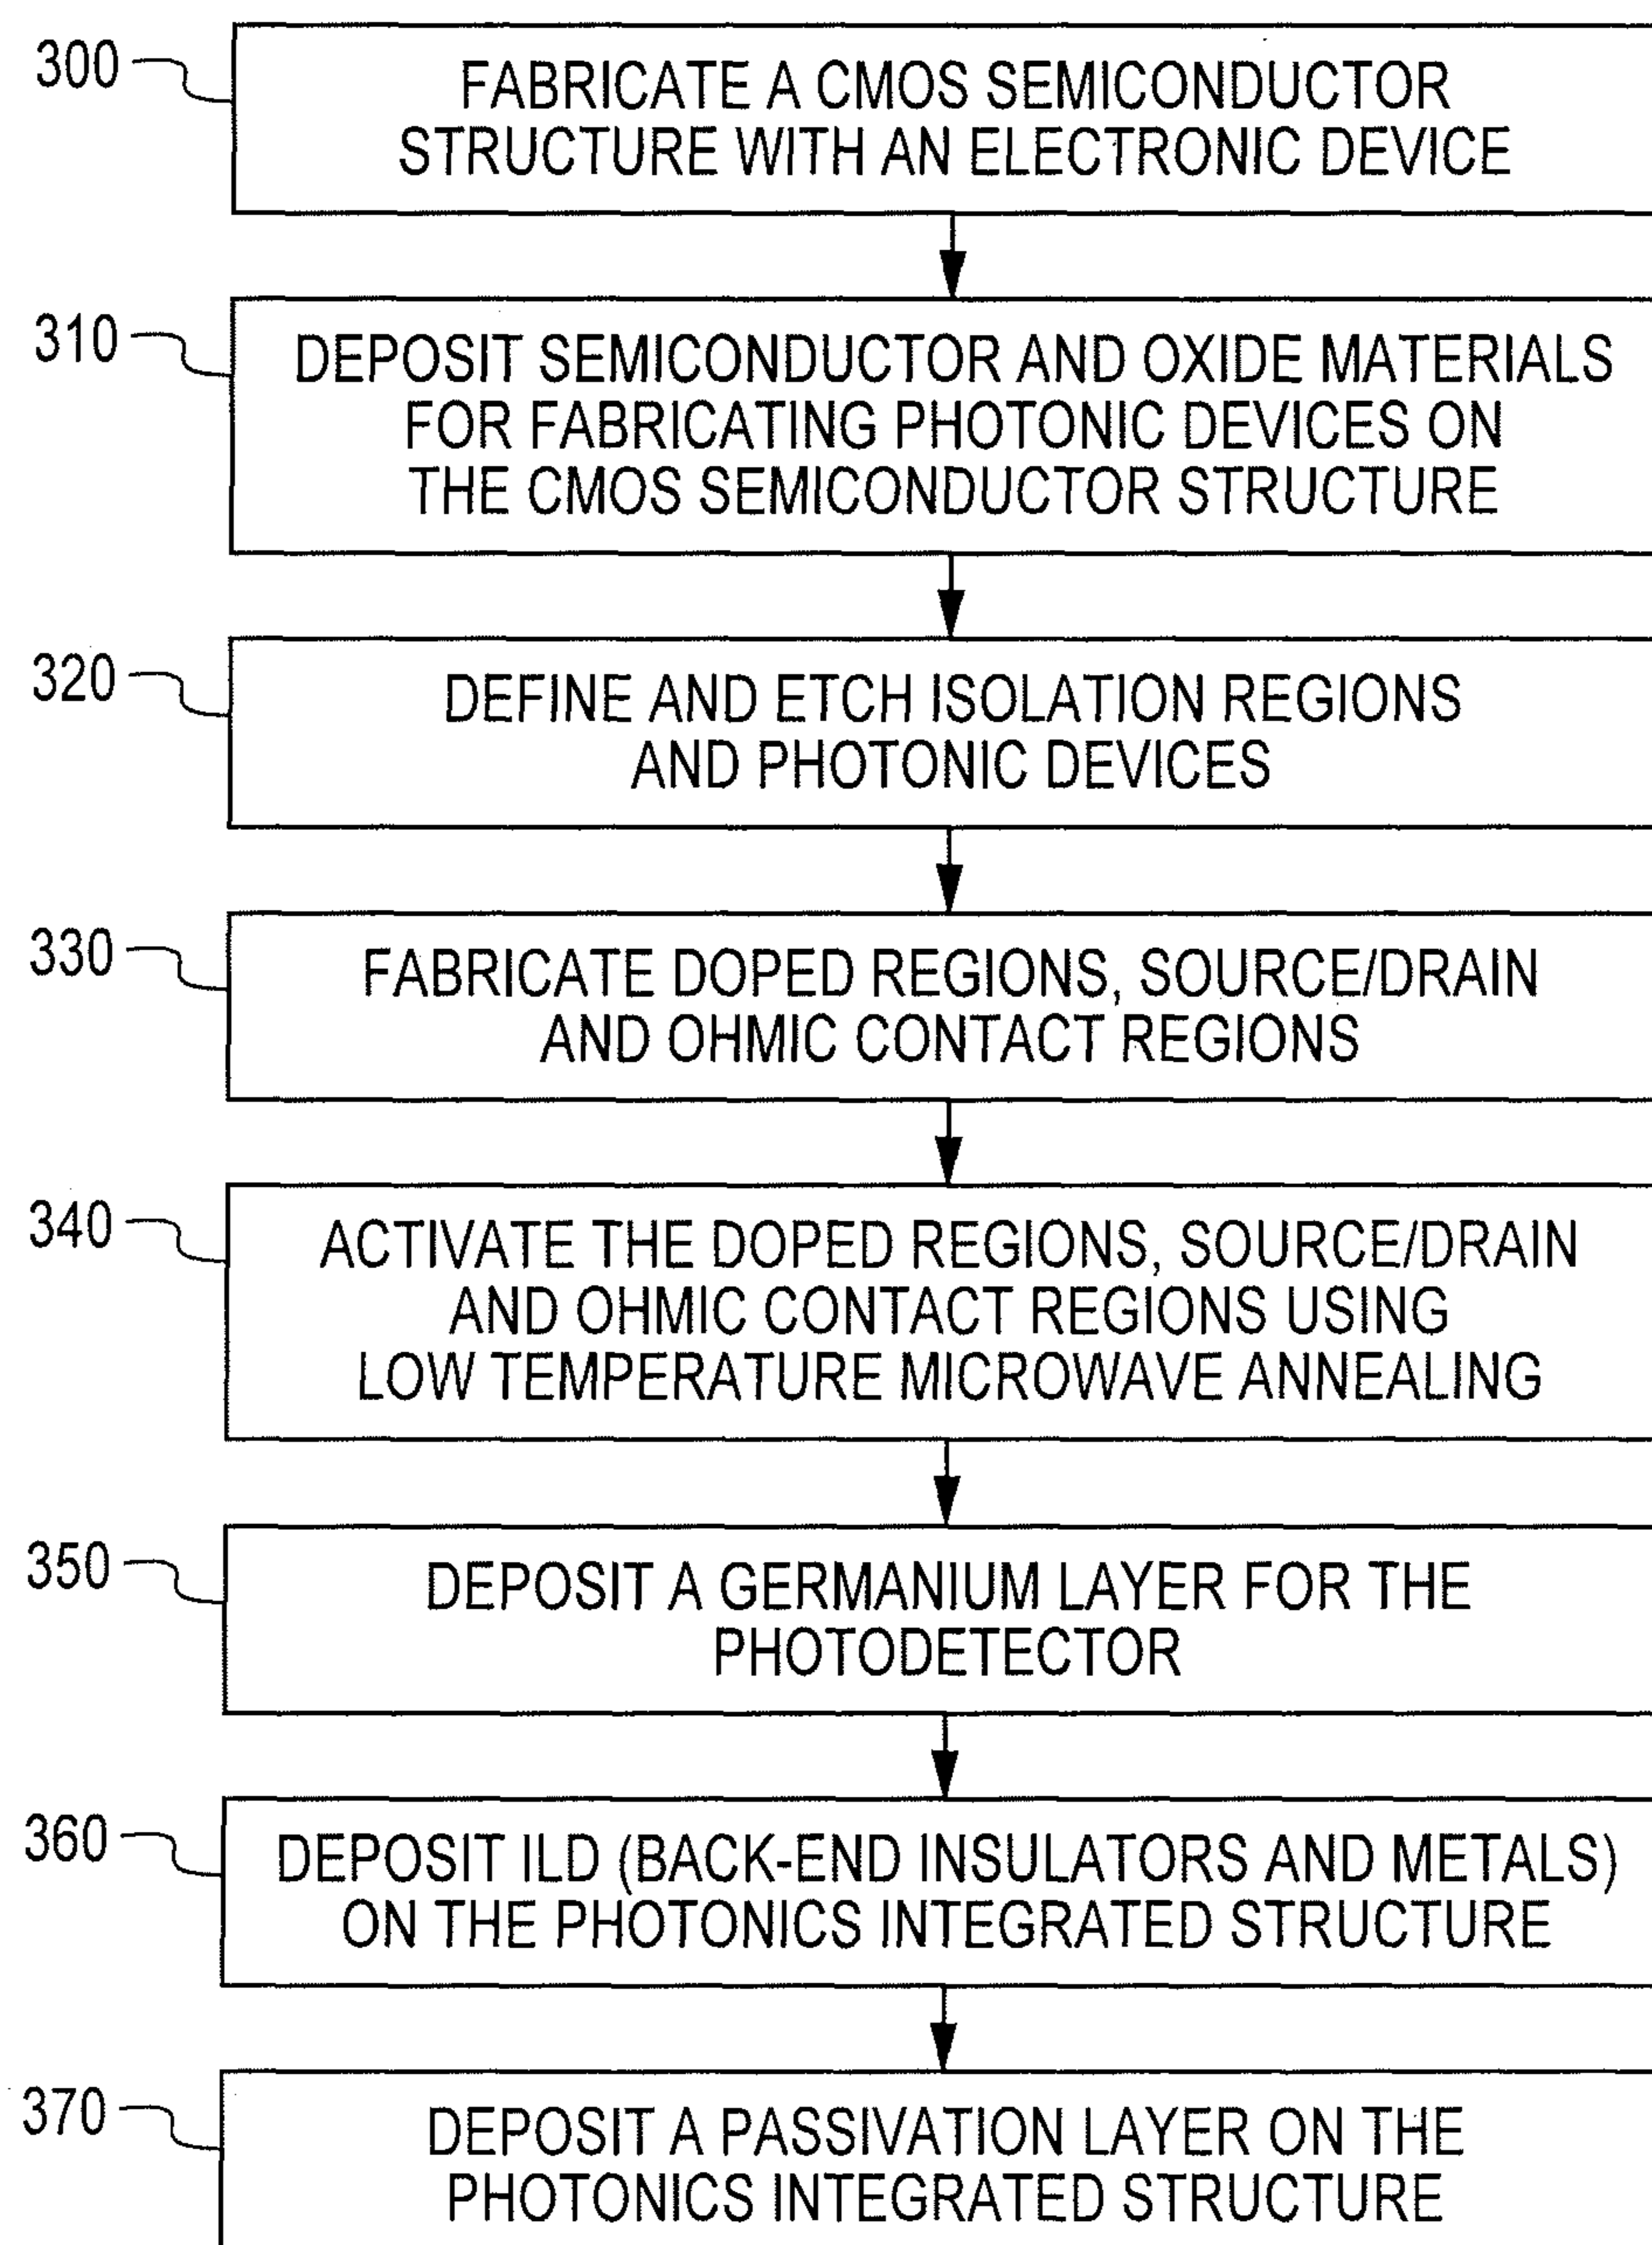 300
FABRICATE A CMOS SEMICONDUCTOR
STRUCTURE WITH AN ELECTRONIC DEVICE
310
DEPOSIT SEMICONDUCTOR AND OXIDE MATERIALS
FOR FABRICATING PHOTONIC DEVICES ON
THE CMOS SEMICONDUCTOR STRUCTURE
320
DEFINE AND ETCH ISOLATION REGIONS
AND PHOTONIC DEVICES
330
FABRICATE DOPED REGIONS, SOURCE/DRAIN
AND OHMIC CONTACT REGIONS
340
ACTIVATE THE DOPED REGIONS, SOURCE/DRAIN
AND OHMIC CONTACT REGIONS USING
LOW TEMPERATURE MICROWAVE ANNEALING
350
DEPOSIT A GERMANIUM LAYER FOR THE
PHOTODETECTOR
360
DEPOSIT ILD (BACK-END INSULATORS AND METALS)
ON THE PHOTONICS INTEGRATED STRUCTURE
370
DEPOSIT A PASSIVATION LAYER ON THE
PHOTONICS INTEGRATED STRUCTURE